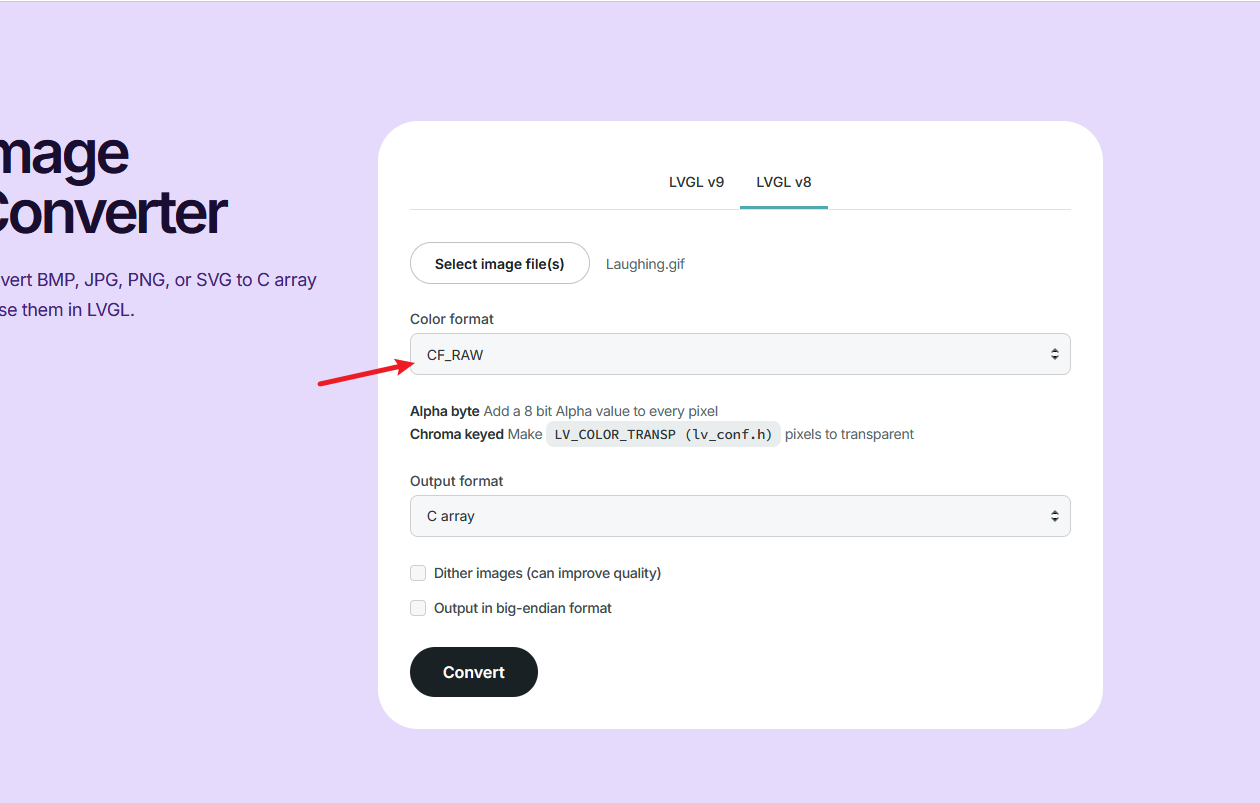 mage
Converter
vert BMP, JPG, PNG, or SVG to C array
se them in LVGL.
LVGL v9 LVGL v8
Select image file(s) Laughing.gif
Color format
CF_RAW
Alpha byte Add a 8 bit Alpha value to every pixel
Chroma keyed Make LV_COLOR_TRANSP (lv_conf.h) pixels to transparent
Output format
C array
Dither images (can improve quality)
Output in big-endian format
Convert